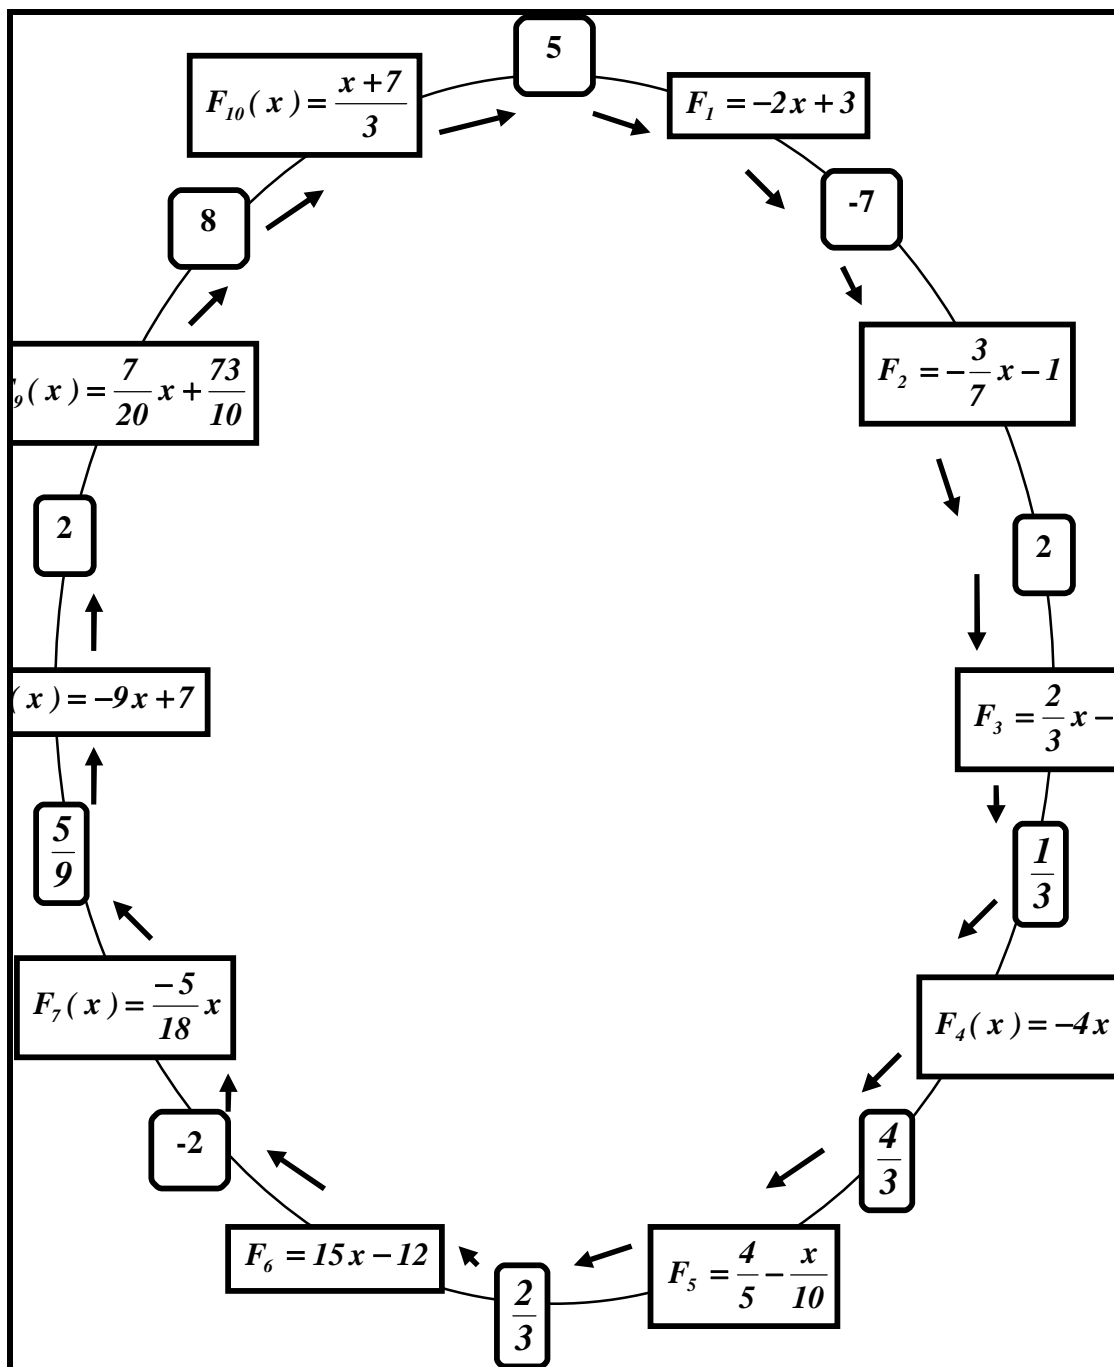 5
F₁ = −2x + 3
-7
F₂ = −3/7 x − 1
2
F₃ = 2/3 x −
1/3
F₄(x) = −4x
4/3
F₅ = 4/5 − x/10
2/3
F₆ = 15x − 12
-2
F₇(x) = −5/18 x
5/9
(x) = −9x + 7
2
₉(x) = 7/20 x + 73/10
8
F₁₀(x) = x + 7/3